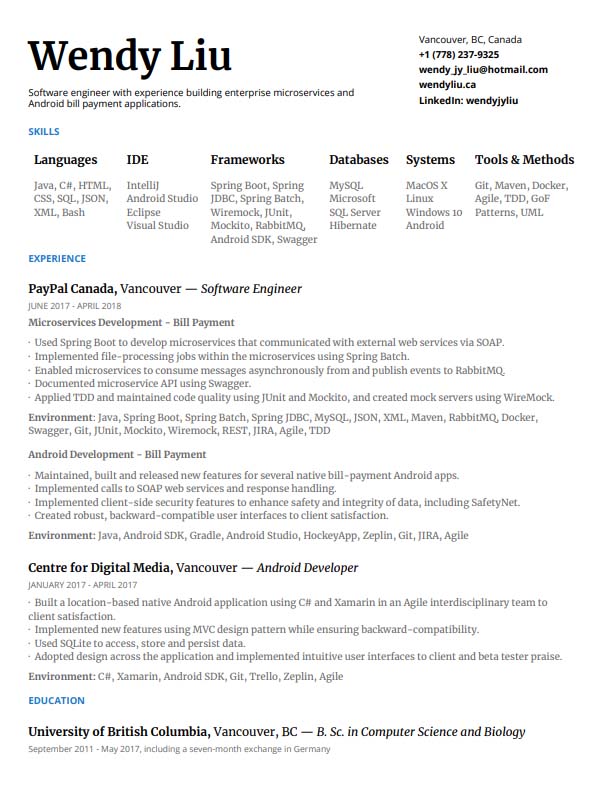 Wendy Liu
Software engineer with experience building enterprise microservices and
Android bill payment applications.
Vancouver, BC, Canada
+1 (778) 237-9325
wendy_jy_liu@hotmail.com
wendyliu.ca
LinkedIn: wendyjyliu
SKILLS
Languages
Java, C#, HTML,
CSS, SQL, JSON,
XML, Bash
IDE
IntelliJ
Android Studio
Eclipse
Visual Studio
Frameworks
Spring Boot, Spring
JDBC, Spring Batch,
Wiremock, JUnit,
Mockito, RabbitMQ,
Android SDK, Swagger
Databases
MySQL
Microsoft
SQL Server
Hibernate
Systems
MacOS X
Linux
Windows 10
Android
Tools & Methods
Git, Maven, Docker,
Agile, TDD, GoF
Patterns, UML
EXPERIENCE
PayPal Canada, Vancouver — Software Engineer
JUNE 2017 - APRIL 2018
Microservices Development - Bill Payment
· Used Spring Boot to develop microservices that communicated with external web services via SOAP.
· Implemented file-processing jobs within the microservices using Spring Batch.
· Enabled microservices to consume messages asynchronously from and publish events to RabbitMQ.
· Documented microservice API using Swagger.
· Applied TDD and maintained code quality using JUnit and Mockito, and created mock servers using WireMock.
Environment: Java, Spring Boot, Spring Batch, Spring JDBC, MySQL, JSON, XML, Maven, RabbitMQ, Docker,
Swagger, Git, JUnit, Mockito, Wiremock, REST, JIRA, Agile, TDD
Android Development - Bill Payment
· Maintained, built and released new features for several native bill-payment Android apps.
· Implemented calls to SOAP web services and response handling.
· Implemented client-side security features to enhance safety and integrity of data, including SafetyNet.
· Created robust, backward-compatible user interfaces to client satisfaction.
Environment: Java, Android SDK, Gradle, Android Studio, HockeyApp, Zeplin, Git, JIRA, Agile
Centre for Digital Media, Vancouver — Android Developer
JANUARY 2017 - APRIL 2017
· Built a location-based native Android application using C# and Xamarin in an Agile interdisciplinary team to
client satisfaction.
· Implemented new features using MVC design pattern while ensuring backward-compatibility.
· Used SQLite to access, store and persist data.
· Adopted design across the application and implemented intuitive user interfaces to client and beta tester praise.
Environment: C#, Xamarin, Android SDK, Git, Trello, Zeplin, Agile
EDUCATION
University of British Columbia, Vancouver, BC — B. Sc. in Computer Science and Biology
September 2011 - May 2017, including a seven-month exchange in Germany